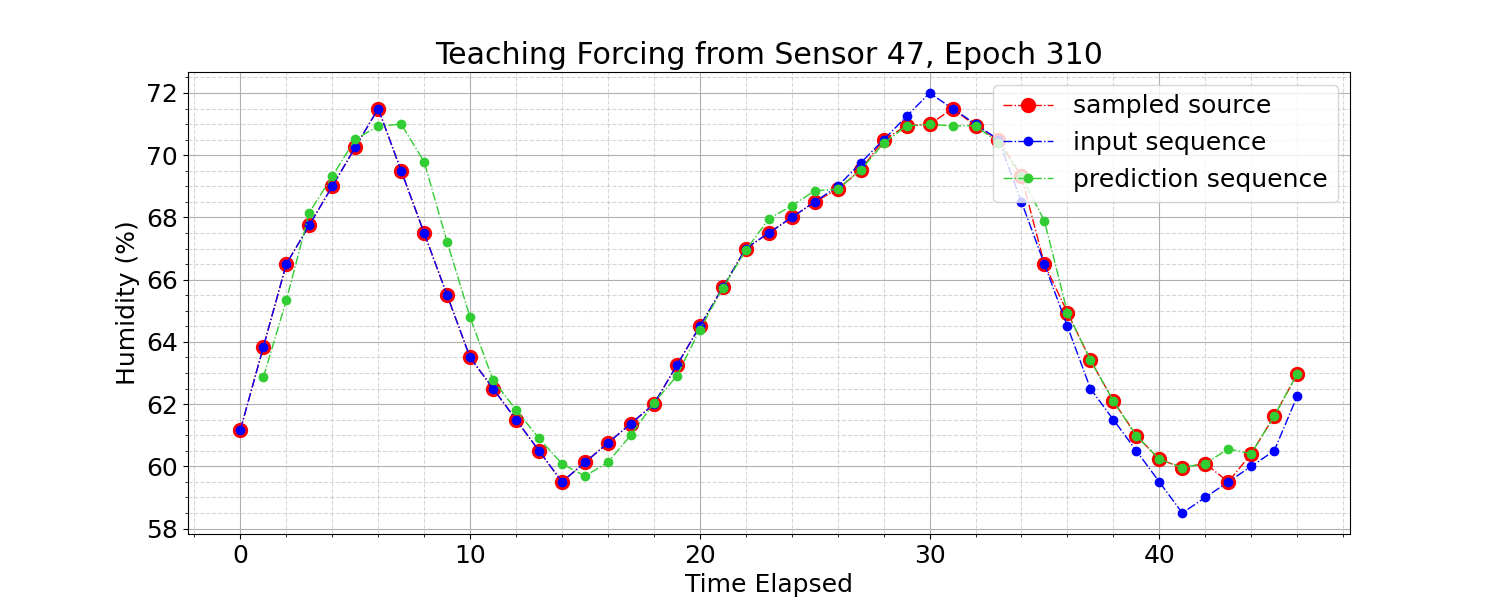 Teaching Forcing from Sensor 47, Epoch 310
72
70
68
66
64
62
60
58
Humidity (%)
sampled source
input sequence
prediction sequence
0 10 20 30 40
Time Elapsed